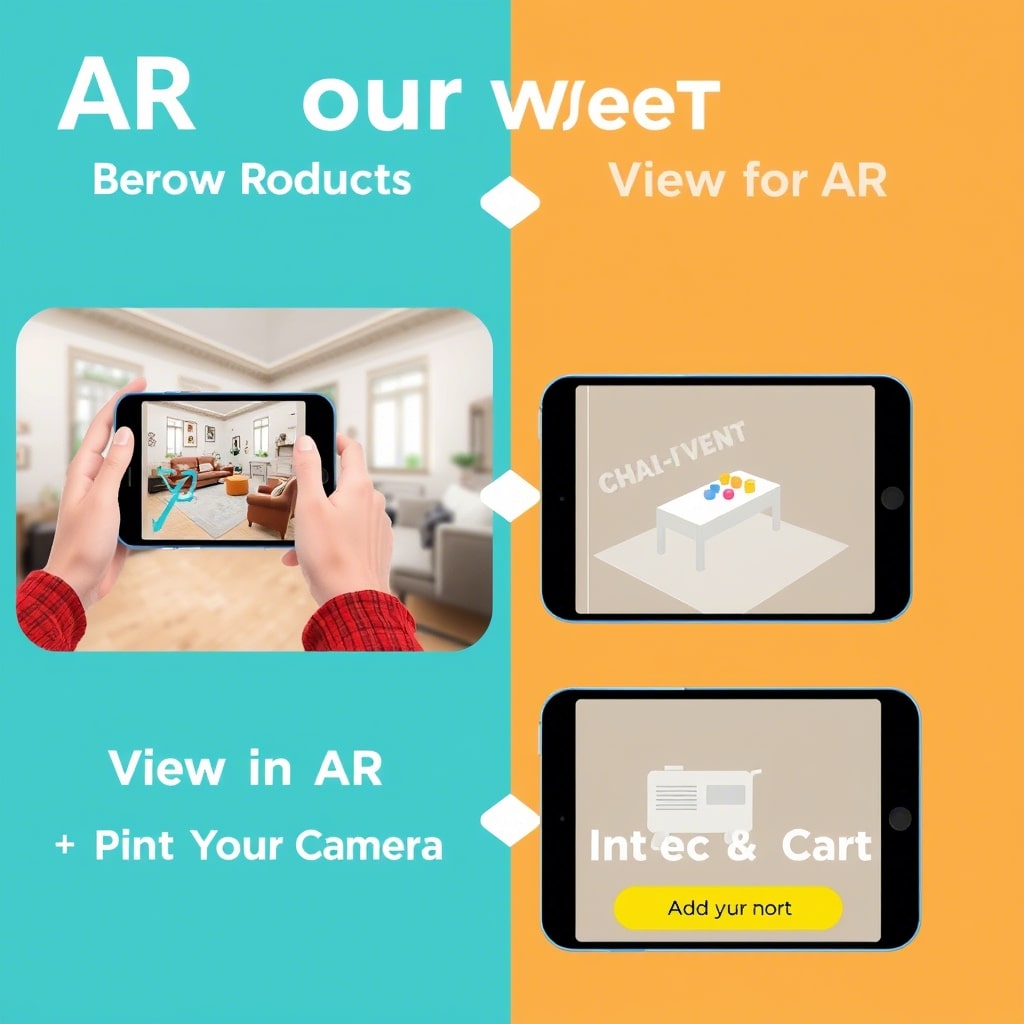 AR our WeeT
Berow Roducts
View for AR
CHAL-IVENT
View in AR
+ Pint Your Camera
Int ec & Cart
Add yur nort